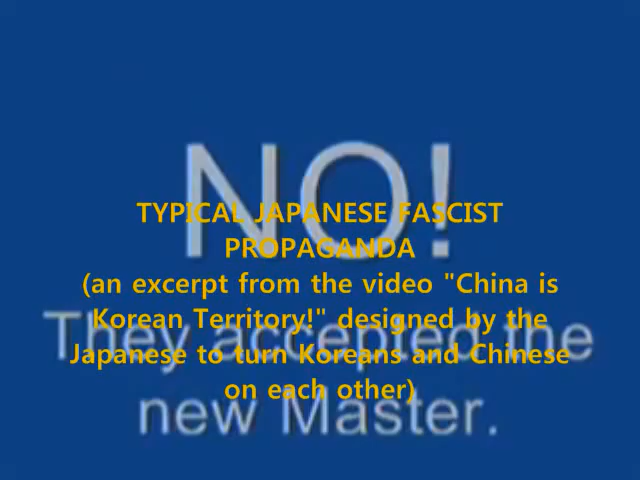 NO!
TYPICAL JAPANESE FASCIST
PROPAGANDA
(an excerpt from the video "China is
Korean Territory!" designed by the
They accepted the
Japanese to turn Koreans and Chinese
on each other)
new Master.